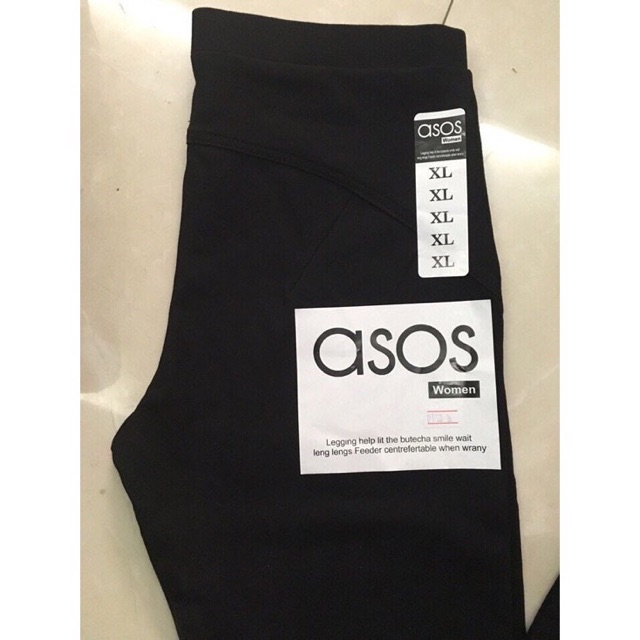 asos
Women
XL
XL
XL
XL
XL
asos
Women
Legging help lit the butecha smile wait
leng lengs Feeder centrefertable when wrany